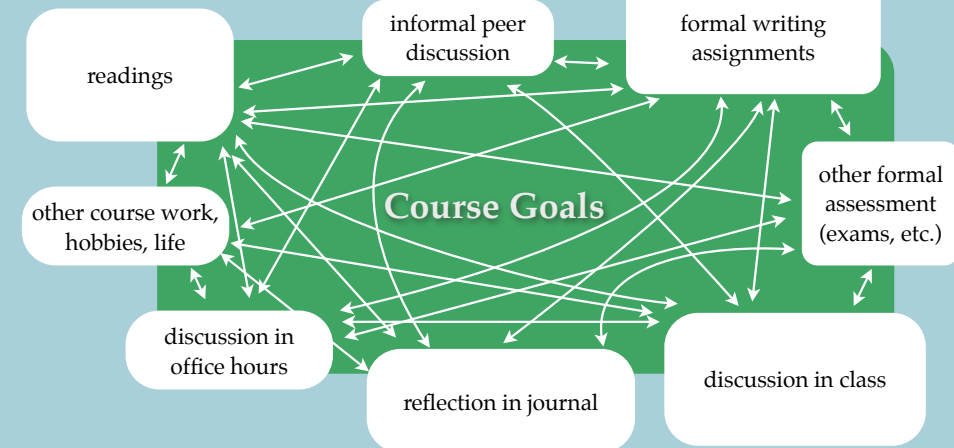 informal peer
discussion
formal writing
assignments
readings
other formal
assessment
(exams, etc.)
Course Goals
other course work,
hobbies, life
discussion in
office hours
reflection in journal
discussion in class